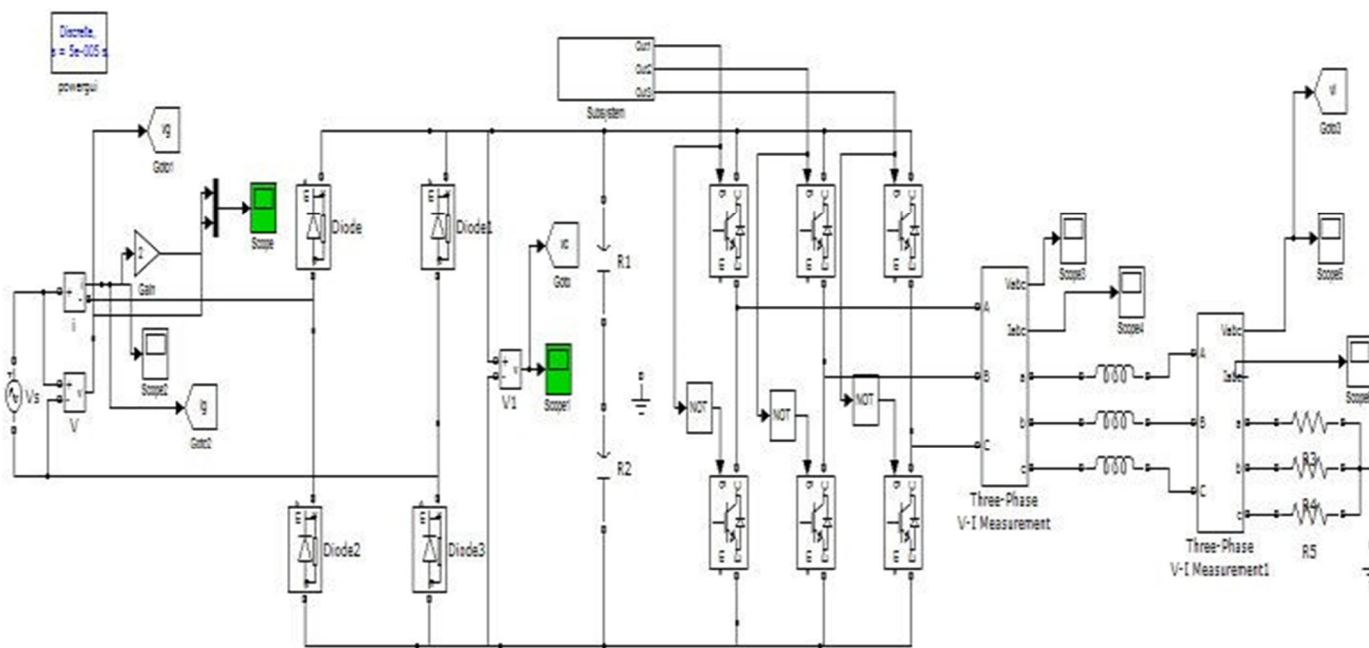 Discrete,
s = 5e-005 s.
powergui
vg
Goto1
2
Gain
Scope
i
Scope2
Ig
Goto2
Vs
V
Diode
Diode1
Diode2
Diode3
Out1
Out2
Out3
Subsystem
vc
Goto
V1
Scope1
R1
R2
NOT
NOT
NOT
Vabc
Iabc
A
B
C
a
b
c
Three-Phase
V-I Measurement
Scope3
Scope4
vl
Goto3
Scope5
Vabc
Iabc
A
B
C
a
b
c
Three-Phase
V-I Measurement1
R3
R4
R5